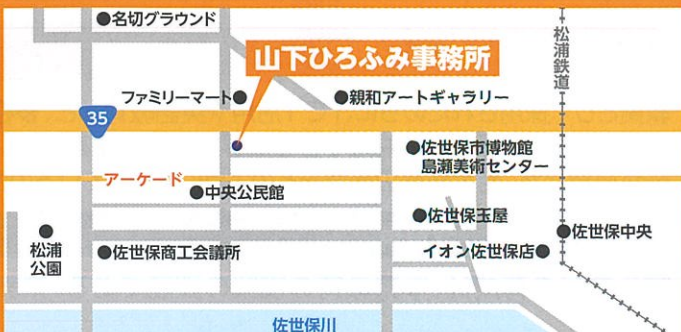 名切グラウンド
山下ひろふみ事務所
松浦鉄道
ファミリーマート
親和アートギャラリー
35
佐世保市博物館
島瀬美術センター
アーケード
中央公民館
佐世保玉屋
松浦
公園
佐世保商工会議所
イオン佐世保店
佐世保中央
佐世保川